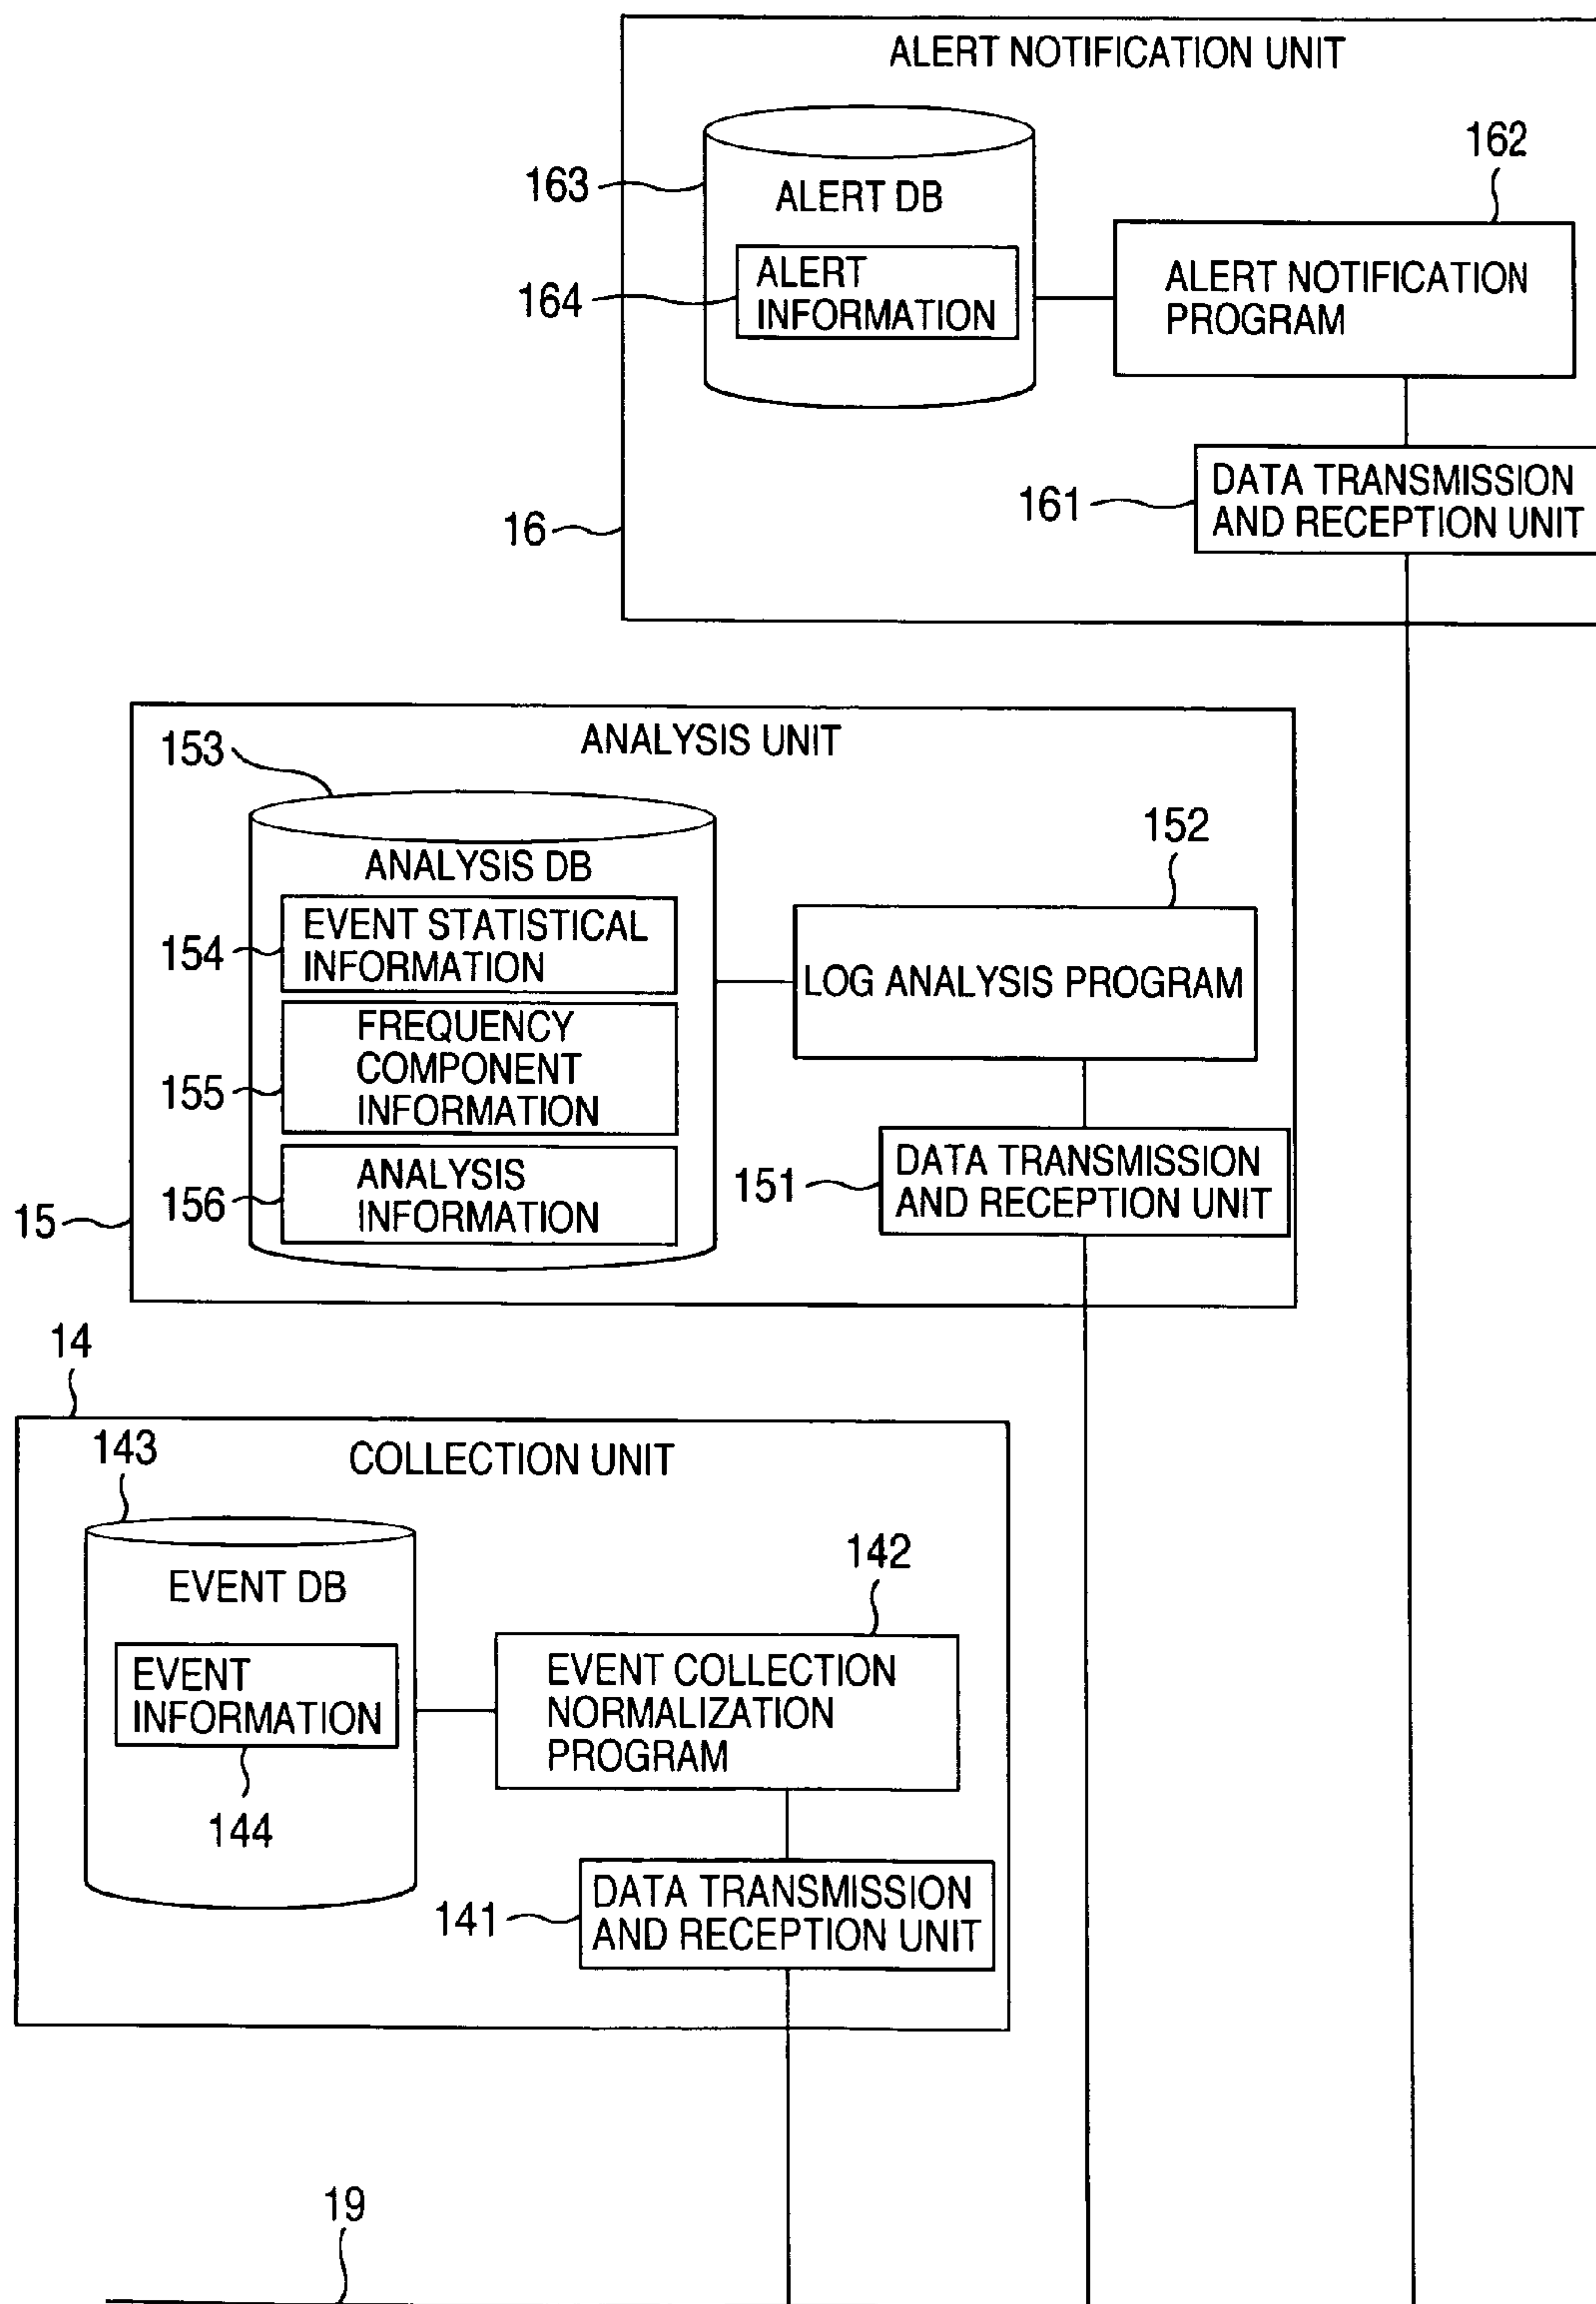 ALERT NOTIFICATION UNIT
162
163
ALERT DB
ALERT NOTIFICATION
PROGRAM
164
ALERT
INFORMATION
161
DATA TRANSMISSION
AND RECEPTION UNIT
16
ANALYSIS UNIT
153
152
ANALYSIS DB
154
EVENT STATISTICAL
INFORMATION
LOG ANALYSIS PROGRAM
155
FREQUENCY
COMPONENT
INFORMATION
151
DATA TRANSMISSION
AND RECEPTION UNIT
156
ANALYSIS
INFORMATION
15
14
143
COLLECTION UNIT
142
EVENT DB
EVENT
INFORMATION
EVENT COLLECTION
NORMALIZATION
PROGRAM
144
141
DATA TRANSMISSION
AND RECEPTION UNIT
19